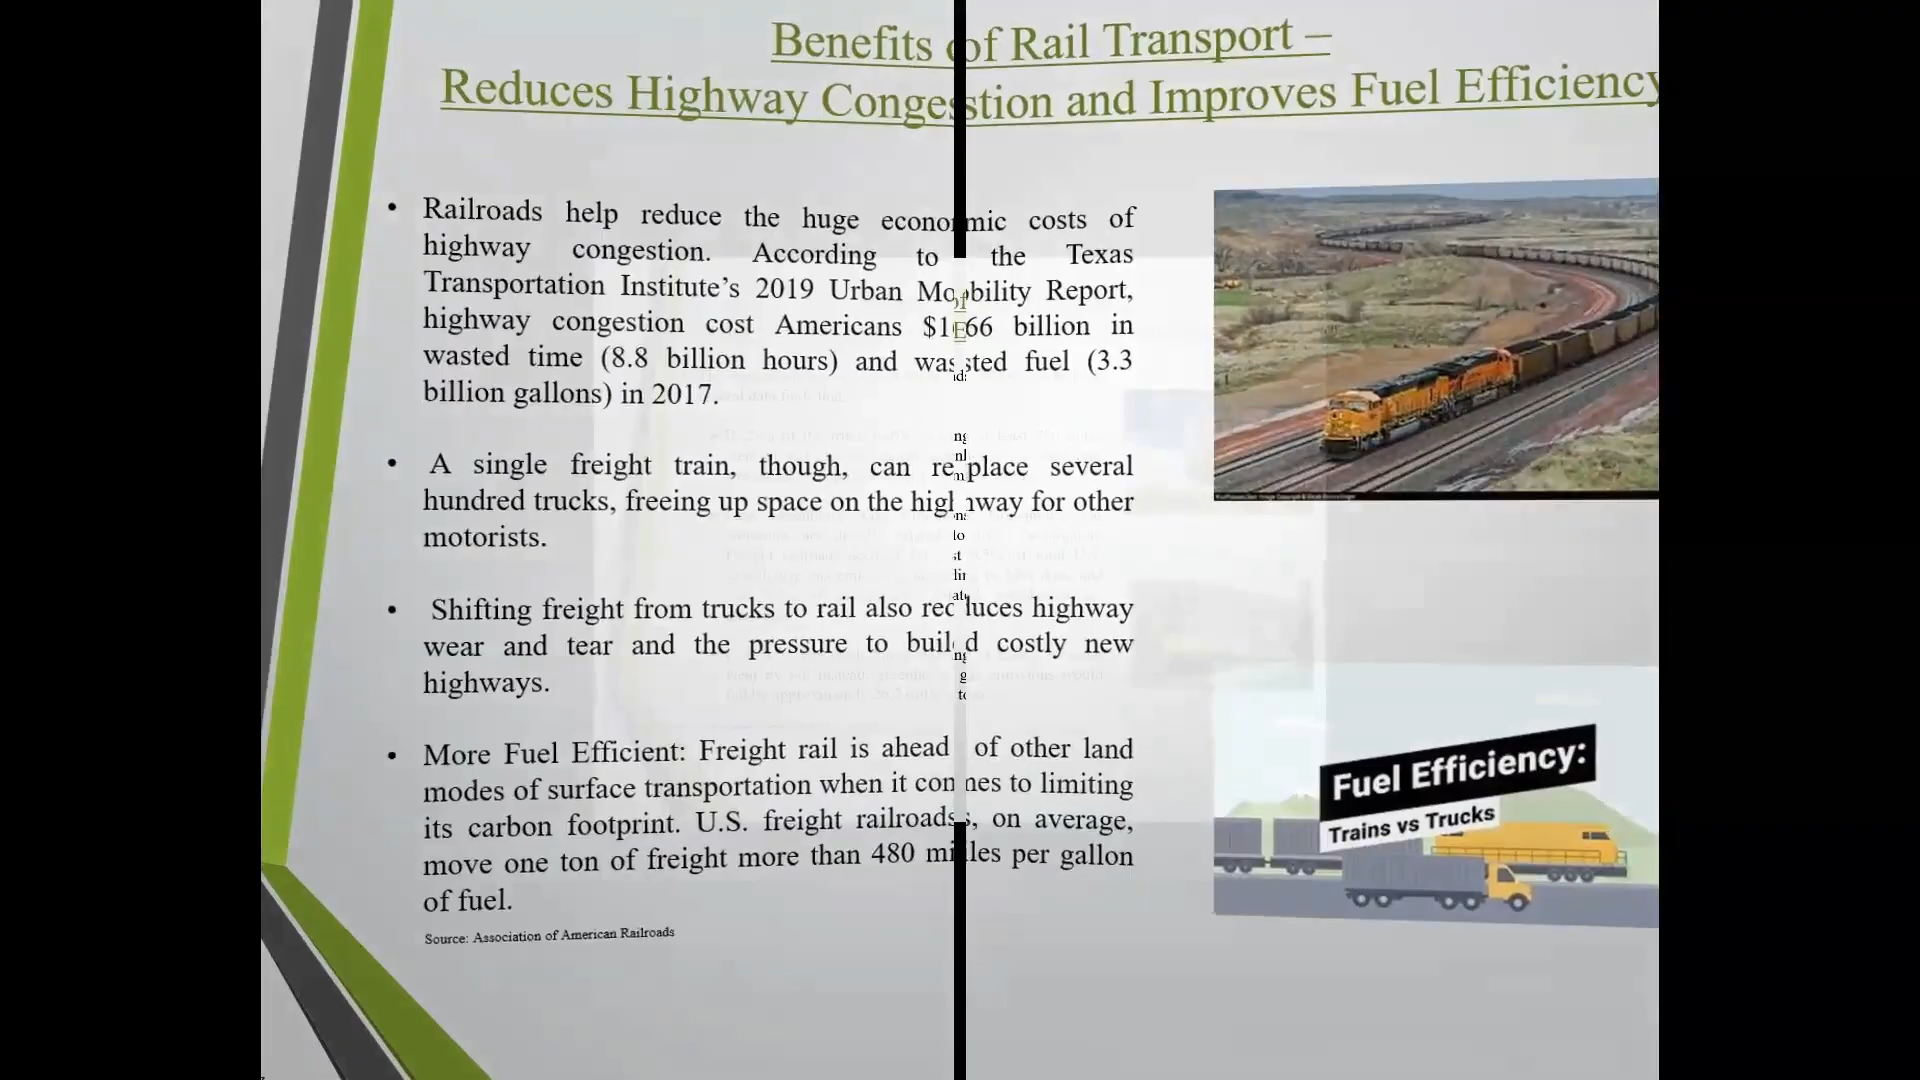 Benefits of Rail Transport –
Reduces Highway Congestion and Improves Fuel Efficiency
• Railroads help reduce the huge economic costs of
highway congestion. According to the Texas
Transportation Institute’s 2019 Urban Mobility Report,
highway congestion cost Americans $166 billion in
wasted time (8.8 billion hours) and wasted fuel (3.3
billion gallons) in 2017.
• A single freight train, though, can replace several
hundred trucks, freeing up space on the highway for other
motorists.
• Shifting freight from trucks to rail also reduces highway
wear and tear and the pressure to build costly new
highways.
• More Fuel Efficient: Freight rail is ahead of other land
modes of surface transportation when it comes to limiting
its carbon footprint. U.S. freight railroads, on average,
move one ton of freight more than 480 miles per gallon
of fuel.
Source: Association of American Railroads
Fuel Efficiency:
Trains vs Trucks